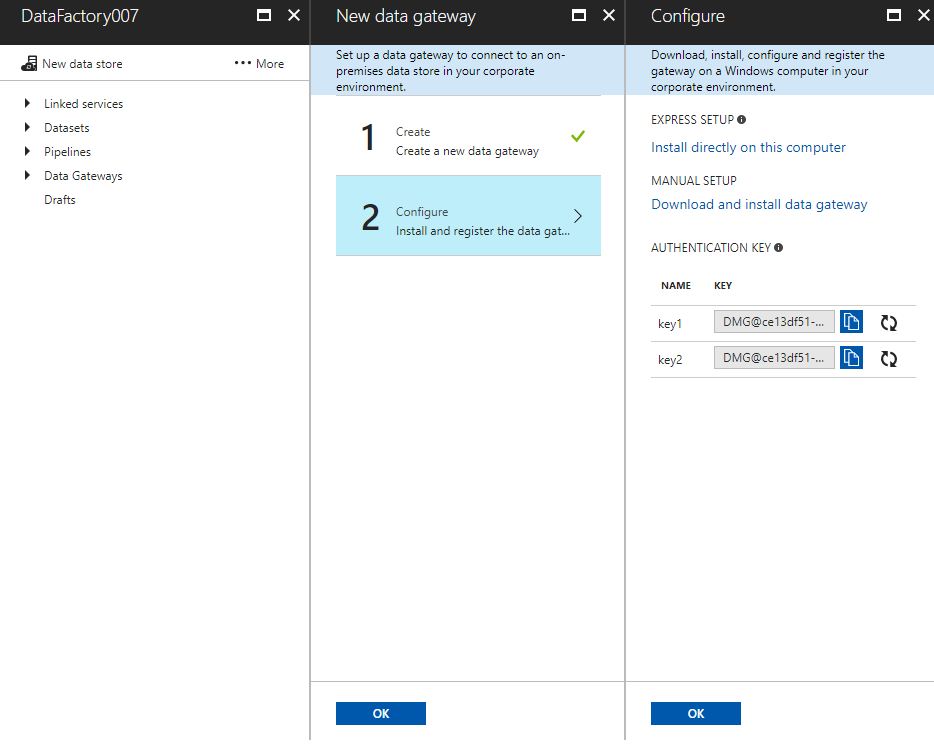 DataFactory007
New data store
More
Linked services
Datasets
Pipelines
Data Gateways
Drafts
New data gateway
Set up a data gateway to connect to an on-
premises data store in your corporate
environment.
1
Create
Create a new data gateway
2
Configure
Install and register the data gat...
OK
Configure
Download, install, configure and register the
gateway on a Windows computer in your
corporate environment.
EXPRESS SETUP
Install directly on this computer
MANUAL SETUP
Download and install data gateway
AUTHENTICATION KEY
NAME KEY
key1 DMG@ce13df51-...
key2 DMG@ce13df51-...
OK